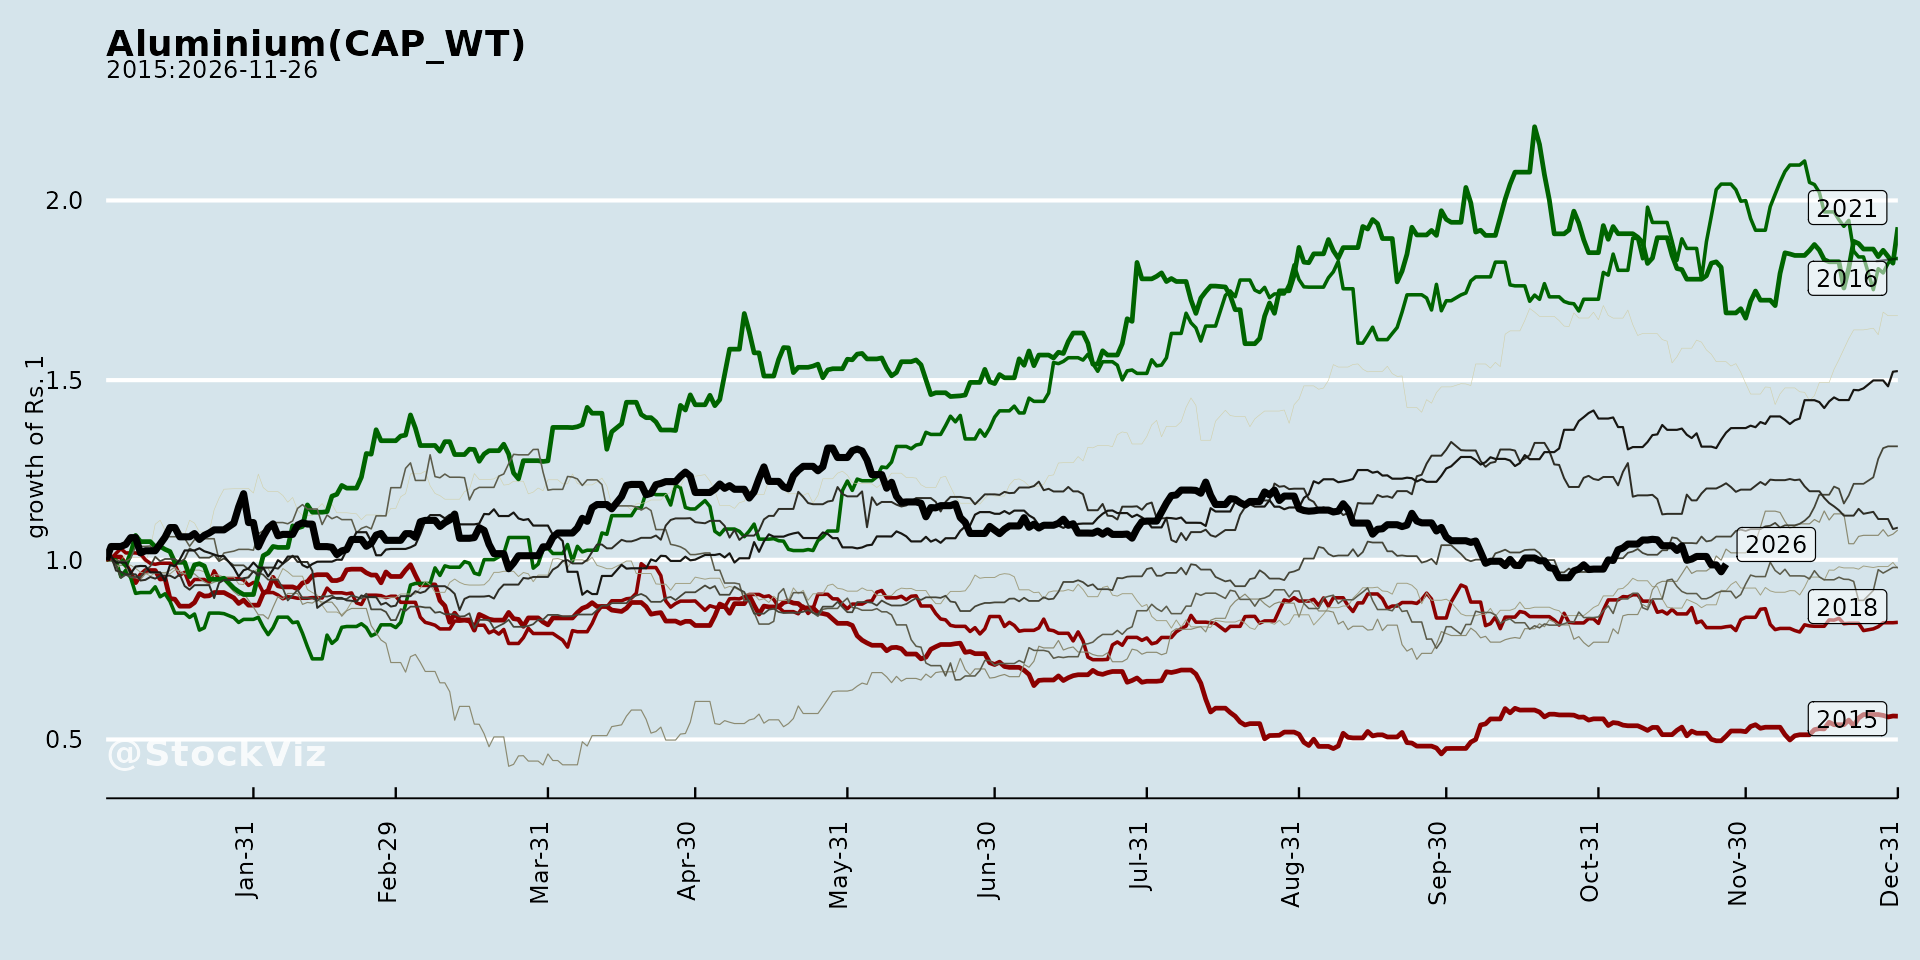 Aluminium(CAP_WT)
2015:2026-11-26
growth of Rs. 1
2.0
1.5
1.0
0.5
2021
2016
2026
2018
2015
@StockViz
Jan-31
Feb-29
Mar-31
Apr-30
May-31
Jun-30
Jul-31
Aug-31
Sep-30
Oct-31
Nov-30
Dec-31